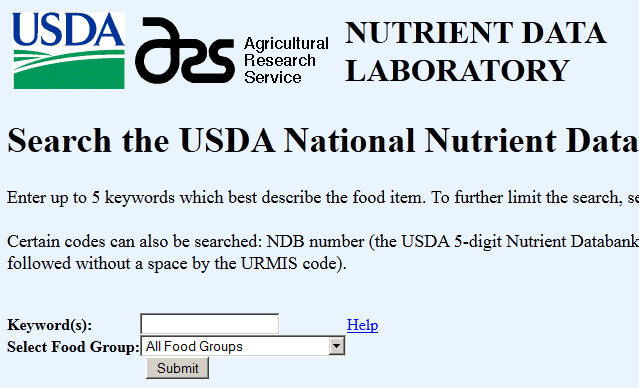 USDA
ars
Agricultural
Research
Service
NUTRIENT DATA
LABORATORY
Search the USDA National Nutrient Data
Enter up to 5 keywords which best describe the food item. To further limit the search, se
Certain codes can also be searched: NDB number (the USDA 5-digit Nutrient Databank
followed without a space by the URMIS code).
Keyword(s): Help
Select Food Group: All Food Groups
Submit